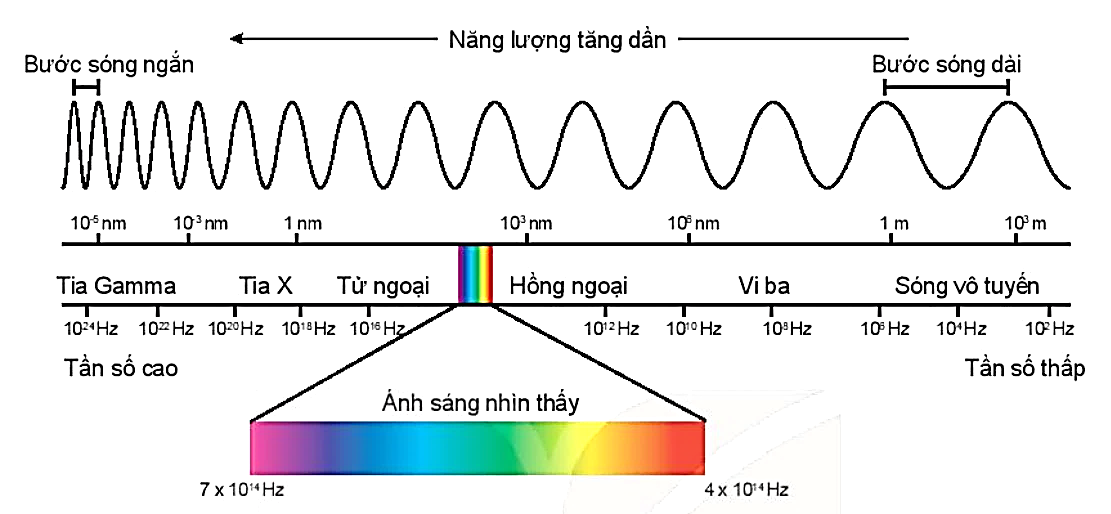 Năng lượng tăng dần
Bước sóng ngắn
Bước sóng dài
10⁻⁵ nm 10⁻³ nm 1 nm 10³ nm 10⁶ nm 1 m 10³ m
Tia Gamma Tia X Tử ngoại Hồng ngoại Vi ba Sóng vô tuyến
10²⁴ Hz 10²² Hz 10²⁰ Hz 10¹⁸ Hz 10¹⁶ Hz 10¹² Hz 10¹⁰ Hz 10⁸ Hz 10⁶ Hz 10⁴ Hz 10² Hz
Tần số cao Tần số thấp
Ánh sáng nhìn thấy
7 x 10¹⁴ Hz 4 x 10¹⁴ Hz